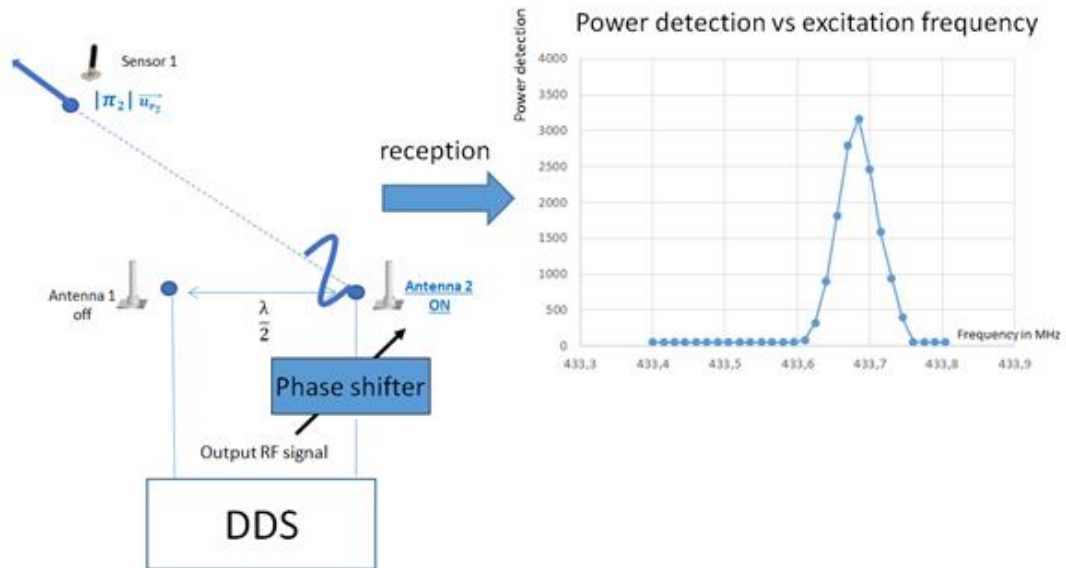 Power detection vs excitation frequency
Sensor 1
|π₂| u_r₂
reception
Antenna 1
off
λ
2
Antenna 2
ON
Phase shifter
Output RF signal
DDS
Power detection
4000
3500
3000
2500
2000
1500
1000
500
0
Frequency in MHz
433,3 433,4 433,5 433,6 433,7 433,8 433,9